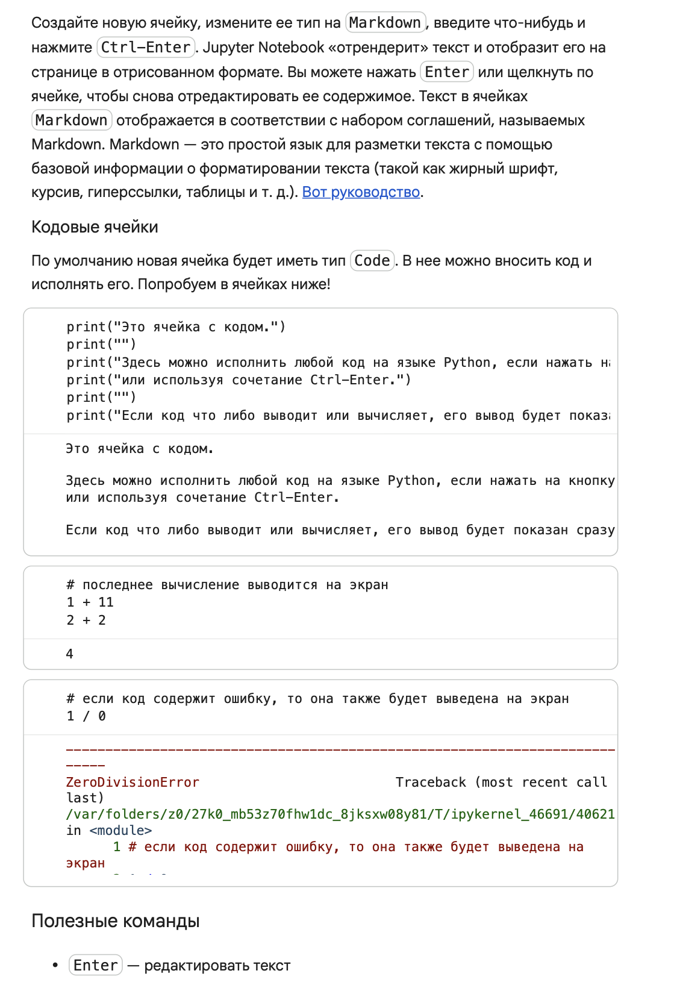 Создайте новую ячейку, измените ее тип на Markdown, введите что-нибудь и
нажмите Ctrl-Enter. Jupyter Notebook «отрендерит» текст и отобразит его на
странице в отрисованном формате. Вы можете нажать Enter или щелкнуть по
ячейке, чтобы снова отредактировать ее содержимое. Текст в ячейках
Markdown отображается в соответствии с набором соглашений, называемых
Markdown. Markdown — это простой язык для разметки текста с помощью
базовой информации о форматировании текста (такой как жирный шрифт,
курсив, гиперссылки, таблицы и т. д.). Вот руководство.
Кодовые ячейки
По умолчанию новая ячейка будет иметь тип Code. В нее можно вносить код и
исполнять его. Попробуем в ячейках ниже!
print("Это ячейка с кодом.")
print("")
print("Здесь можно исполнить любой код на языке Python, если нажать на
print("или используя сочетание Ctrl-Enter.")
print("")
print("Если код что либо выводит или вычисляет, его вывод будет показа
Это ячейка с кодом.
Здесь можно исполнить любой код на языке Python, если нажать на кнопку
или используя сочетание Ctrl-Enter.
Если код что либо выводит или вычисляет, его вывод будет показан сразу
# последнее вычисление выводится на экран
1 + 11
2 + 2
4
# если код содержит ошибку, то она также будет выведена на экран
1 / 0
----------------------------------------------------------------------
-----
ZeroDivisionError Traceback (most recent call
last)
/var/folders/z0/27k0_mb53z70fhw1dc_8jksxw08y81/T/ipykernel_46691/40621
in <module>
1 # если код содержит ошибку, то она также будет выведена на
экран
Полезные команды
• Enter — редактировать текст